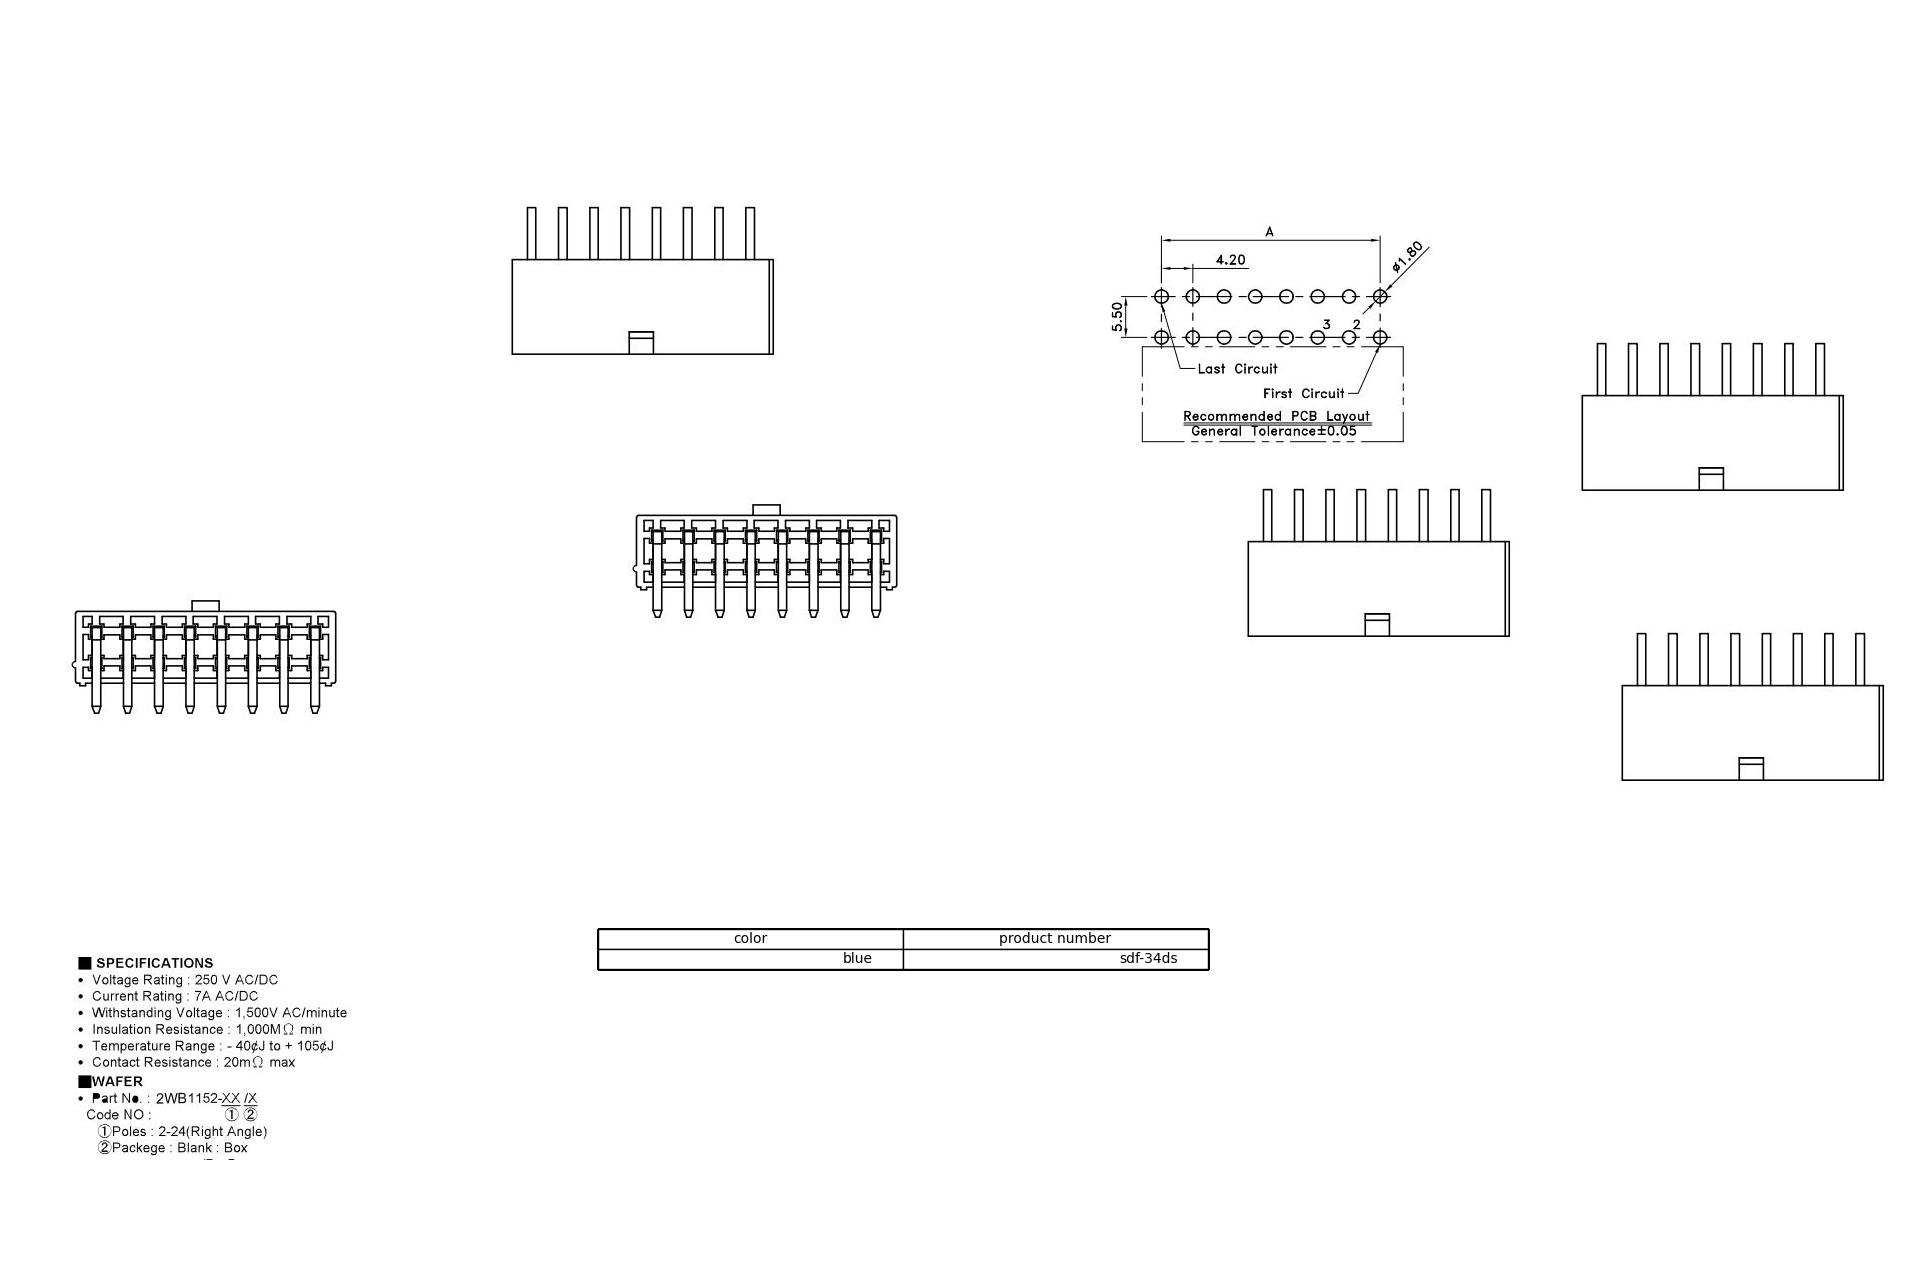 A
4.20
ø1.80
5.50
3 2
Last Circuit
First Circuit
Recommended PCB Layout
General Tolerance±0.05
color product number
blue sdf-34ds
■ SPECIFICATIONS
• Voltage Rating : 250 V AC/DC
• Current Rating : 7A AC/DC
• Withstanding Voltage : 1,500V AC/minute
• Insulation Resistance : 1,000MΩ min
• Temperature Range : - 40¢J to + 105¢J
• Contact Resistance : 20mΩ max
■WAFER
• Part No. : 2WB1152-XX /X
Code NO : ① ②
①Poles : 2-24(Right Angle)
②Packege : Blank : Box